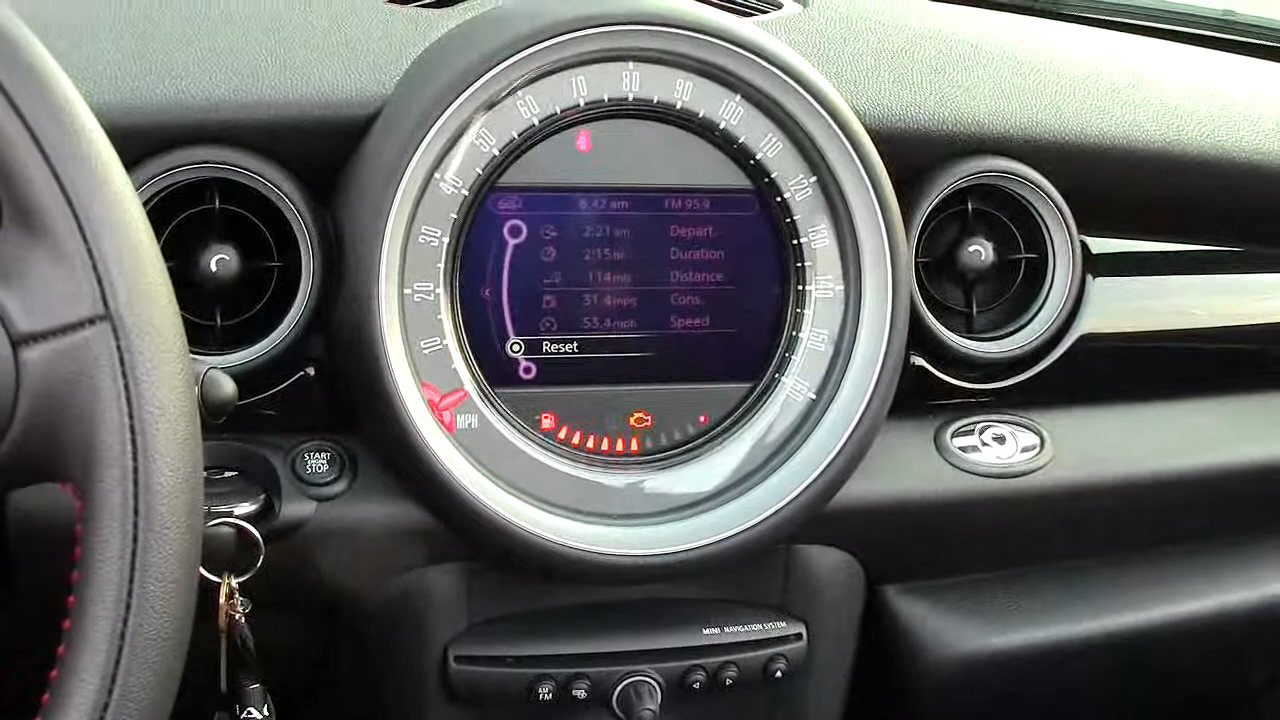 10
20
30
40
50
60
70
80
90
100
110
120
130
140
150
160
MPH
6:42 am FM 95.9
2:21 am Depart.
2:15 hr Duration
114 mls Distance
31.4 mpg Cons.
53.4 mph Speed
Reset
START
ENGINE
STOP
MINI NAVIGATION SYSTEM
AM
FM